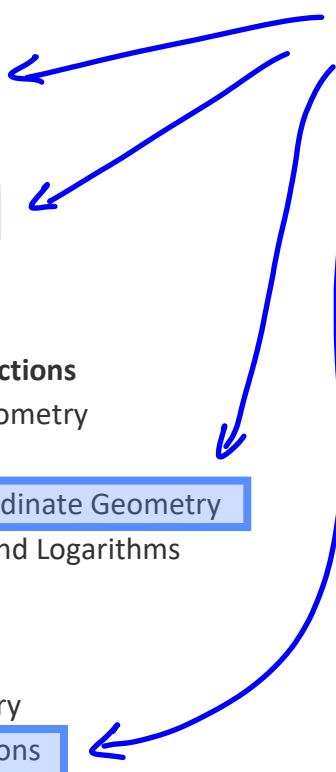 ctions
ometry
dinate Geometry
nd Logarithms
ry
ons